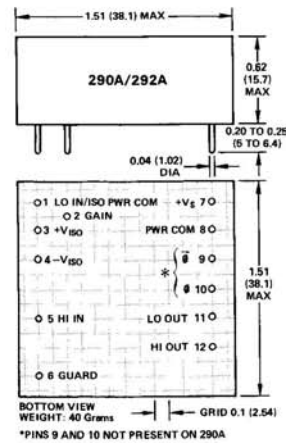 1.51 (38.1) MAX
290A/292A
0.62
(15.7)
MAX
0.20 TO 0.25
(5 TO 6.4)
0.04 (1.02)
DIA
1 LO IN/ISO PWR COM
+Vs 7
2 GAIN
3 +VISO
PWR COM 8
4 -VISO
* φ̅ 9
φ 10
1.51
(38.1)
MAX
5 HI IN
LO OUT 11
HI OUT 12
6 GUARD
BOTTOM VIEW
WEIGHT: 40 Grams
GRID 0.1 (2.54)
*PINS 9 AND 10 NOT PRESENT ON 290A